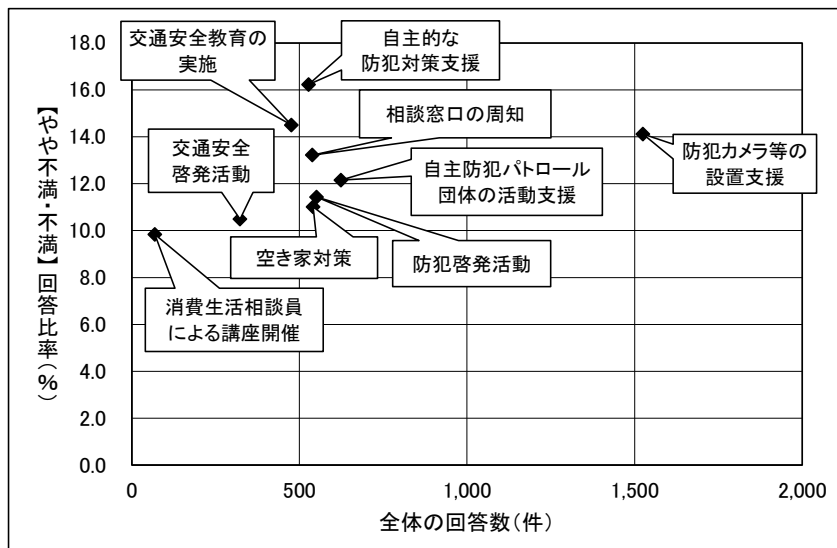 【やや不満・不満】回答比率(％)
18.0
16.0
14.0
12.0
10.0
8.0
6.0
4.0
2.0
0.0
交通安全教育の
実施
自主的な
防犯対策支援
相談窓口の周知
防犯カメラ等の
設置支援
交通安全
啓発活動
自主防犯パトロール
団体の活動支援
空き家対策
防犯啓発活動
消費生活相談員
による講座開催
0
500
1,000
1,500
2,000
全体の回答数(件)